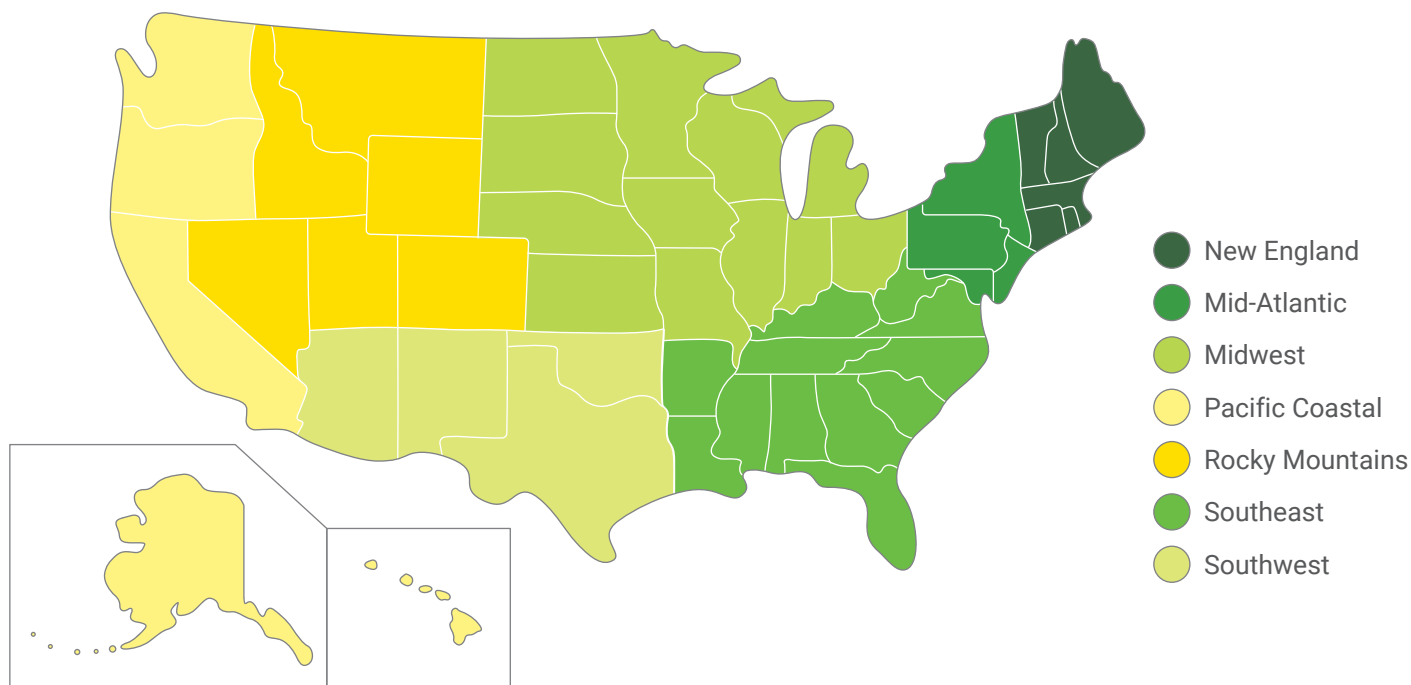 New England
Mid-Atlantic
Midwest
Pacific Coastal
Rocky Mountains
Southeast
Southwest